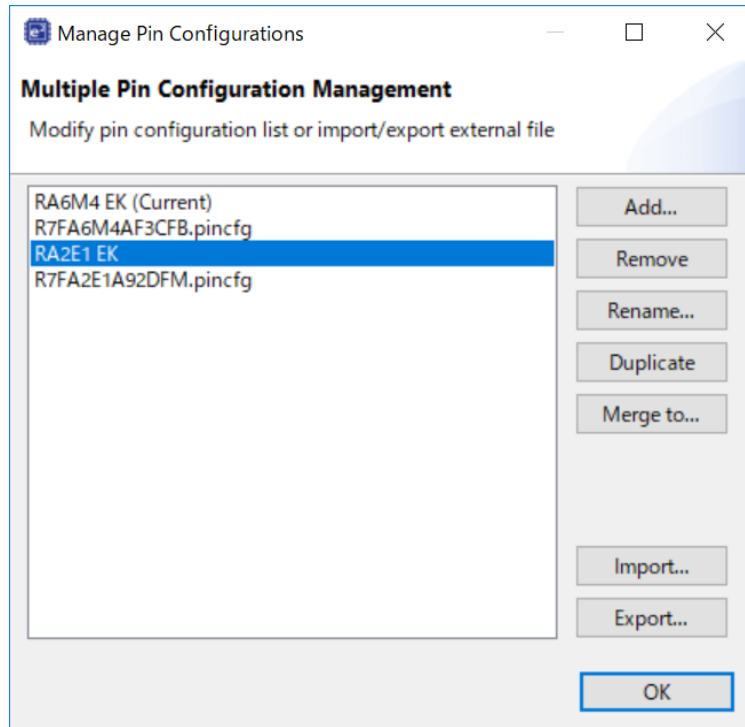 Manage Pin Configurations
Multiple Pin Configuration Management
Modify pin configuration list or import/export external file
RA6M4 EK (Current)
R7FA6M4AF3CFB.pincfg
RA2E1 EK
R7FA2E1A92DFM.pincfg
Add...
Remove
Rename...
Duplicate
Merge to...
Import...
Export...
OK